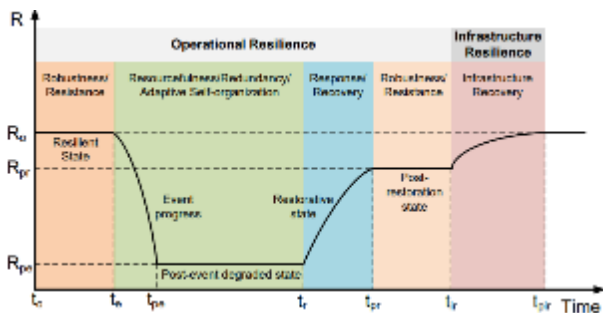 R
Operational Resilience
Infrastructure
Resilience
Robustness/
Resistance
Resourcefulness/Redundancy/
Adaptive Self-organization
Response/
Recovery
Robustness/
Resistance
Infrastructure
Recovery
Ro
Resilient
State
Rpr
Event
progress
Restorative
state
Post-
restoration
state
Rpe
Post-event degraded state
to te tpe tr tpr tir tpir Time